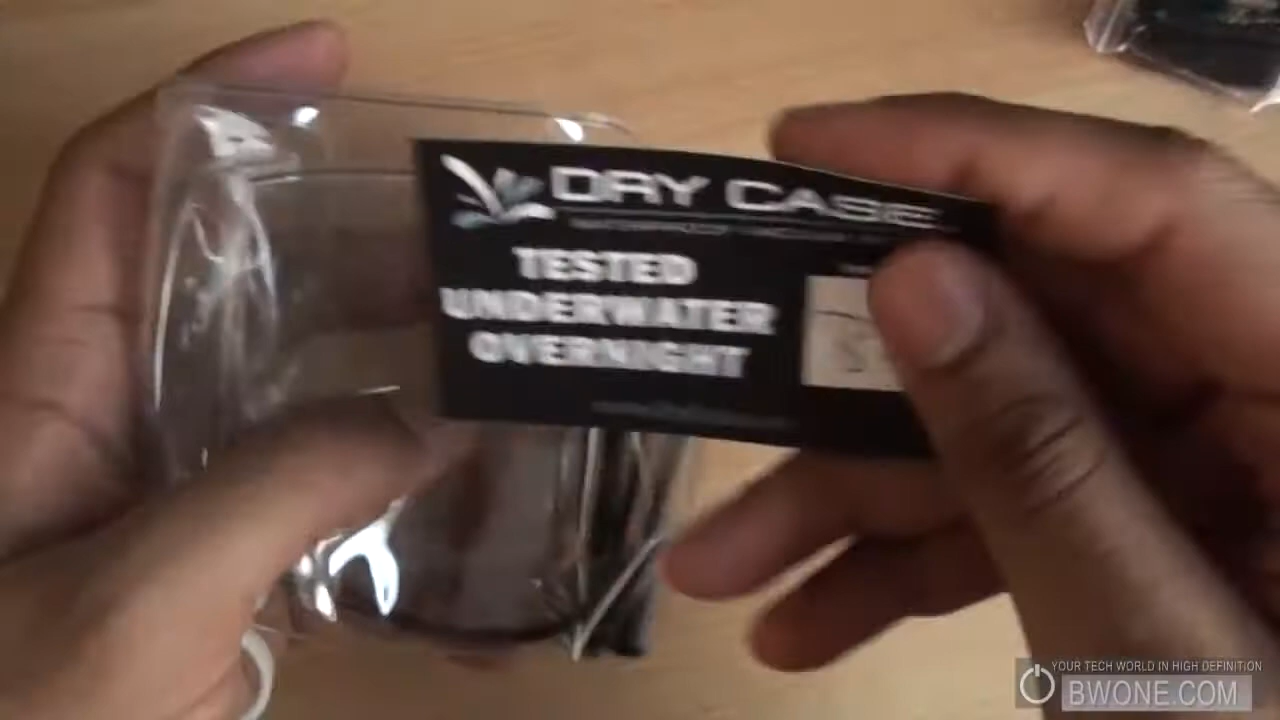 DRY CASE
TESTED
UNDERWATER
OVERNIGHT
YOUR TECH WORLD IN HIGH DEFINITION
BWONE.COM